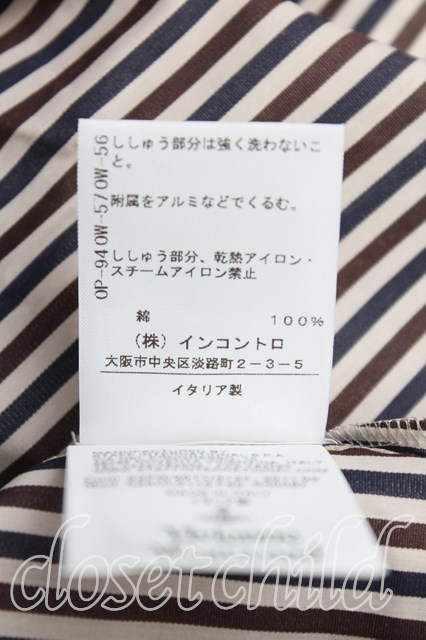 OP-940W-570W-56
ししゅう部分は強く洗わないこ
と。
附属をアルミなどでくるむ。
ししゅう部分、乾熱アイロン・
スチームアイロン禁止
綿 100%
(株) インコントロ
大阪市中央区淡路町2-3-5
イタリア製
closet child